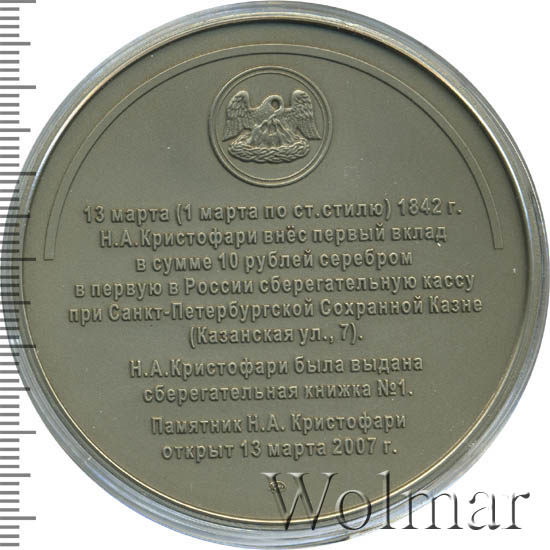 13 марта (1 марта по ст.стилю) 1842 г.
Н.А.Кристофари внёс первый вклад
в сумме 10 рублей серебром
в первую в России сберегательную кассу
при Санкт-Петербургской Сохранной Казне
(Казанская ул., 7).
Н.А.Кристофари была выдана
сберегательная книжка №1.
Памятник Н.А. Кристофари
открыт 13 марта 2007 г.
Wolmar